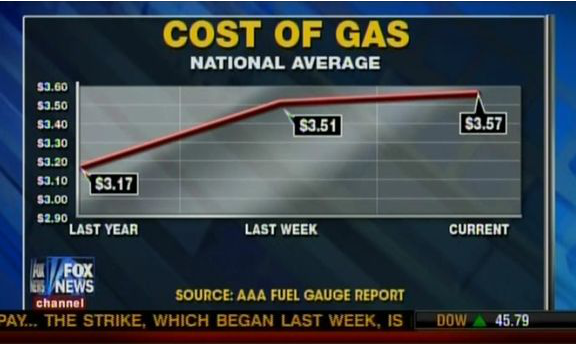 COST OF GAS
NATIONAL AVERAGE
$3.60
$3.50
$3.40
$3.30
$3.20
$3.10
$3.00
$2.90
$3.17
$3.51
$3.57
LAST YEAR
LAST WEEK
CURRENT
FOX
NEWS
channel
SOURCE: AAA FUEL GAUGE REPORT
PAY... THE STRIKE, WHICH BEGAN LAST WEEK, IS
DOW ▲ 45.79